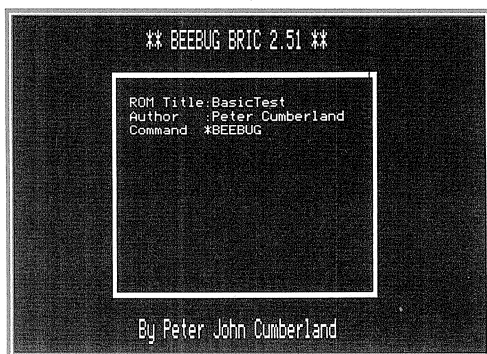 ** BEEBUG BRIC 2.51 **
ROM Title:BasicTest
Author   :Peter Cumberland
Command  *BEEBUG
By Peter John Cumberland